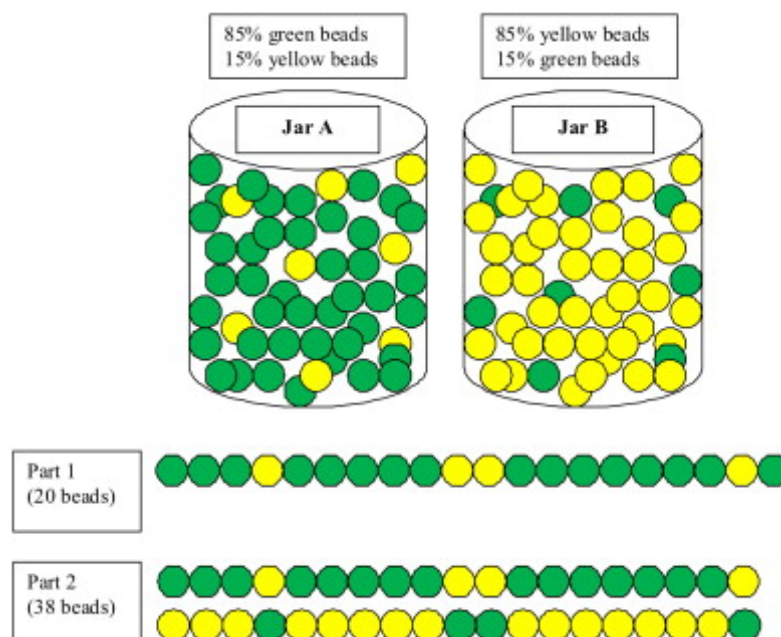 85% green beads
15% yellow beads
85% yellow beads
15% green beads
Jar A
Jar B
Part 1
(20 beads)
Part 2
(38 beads)